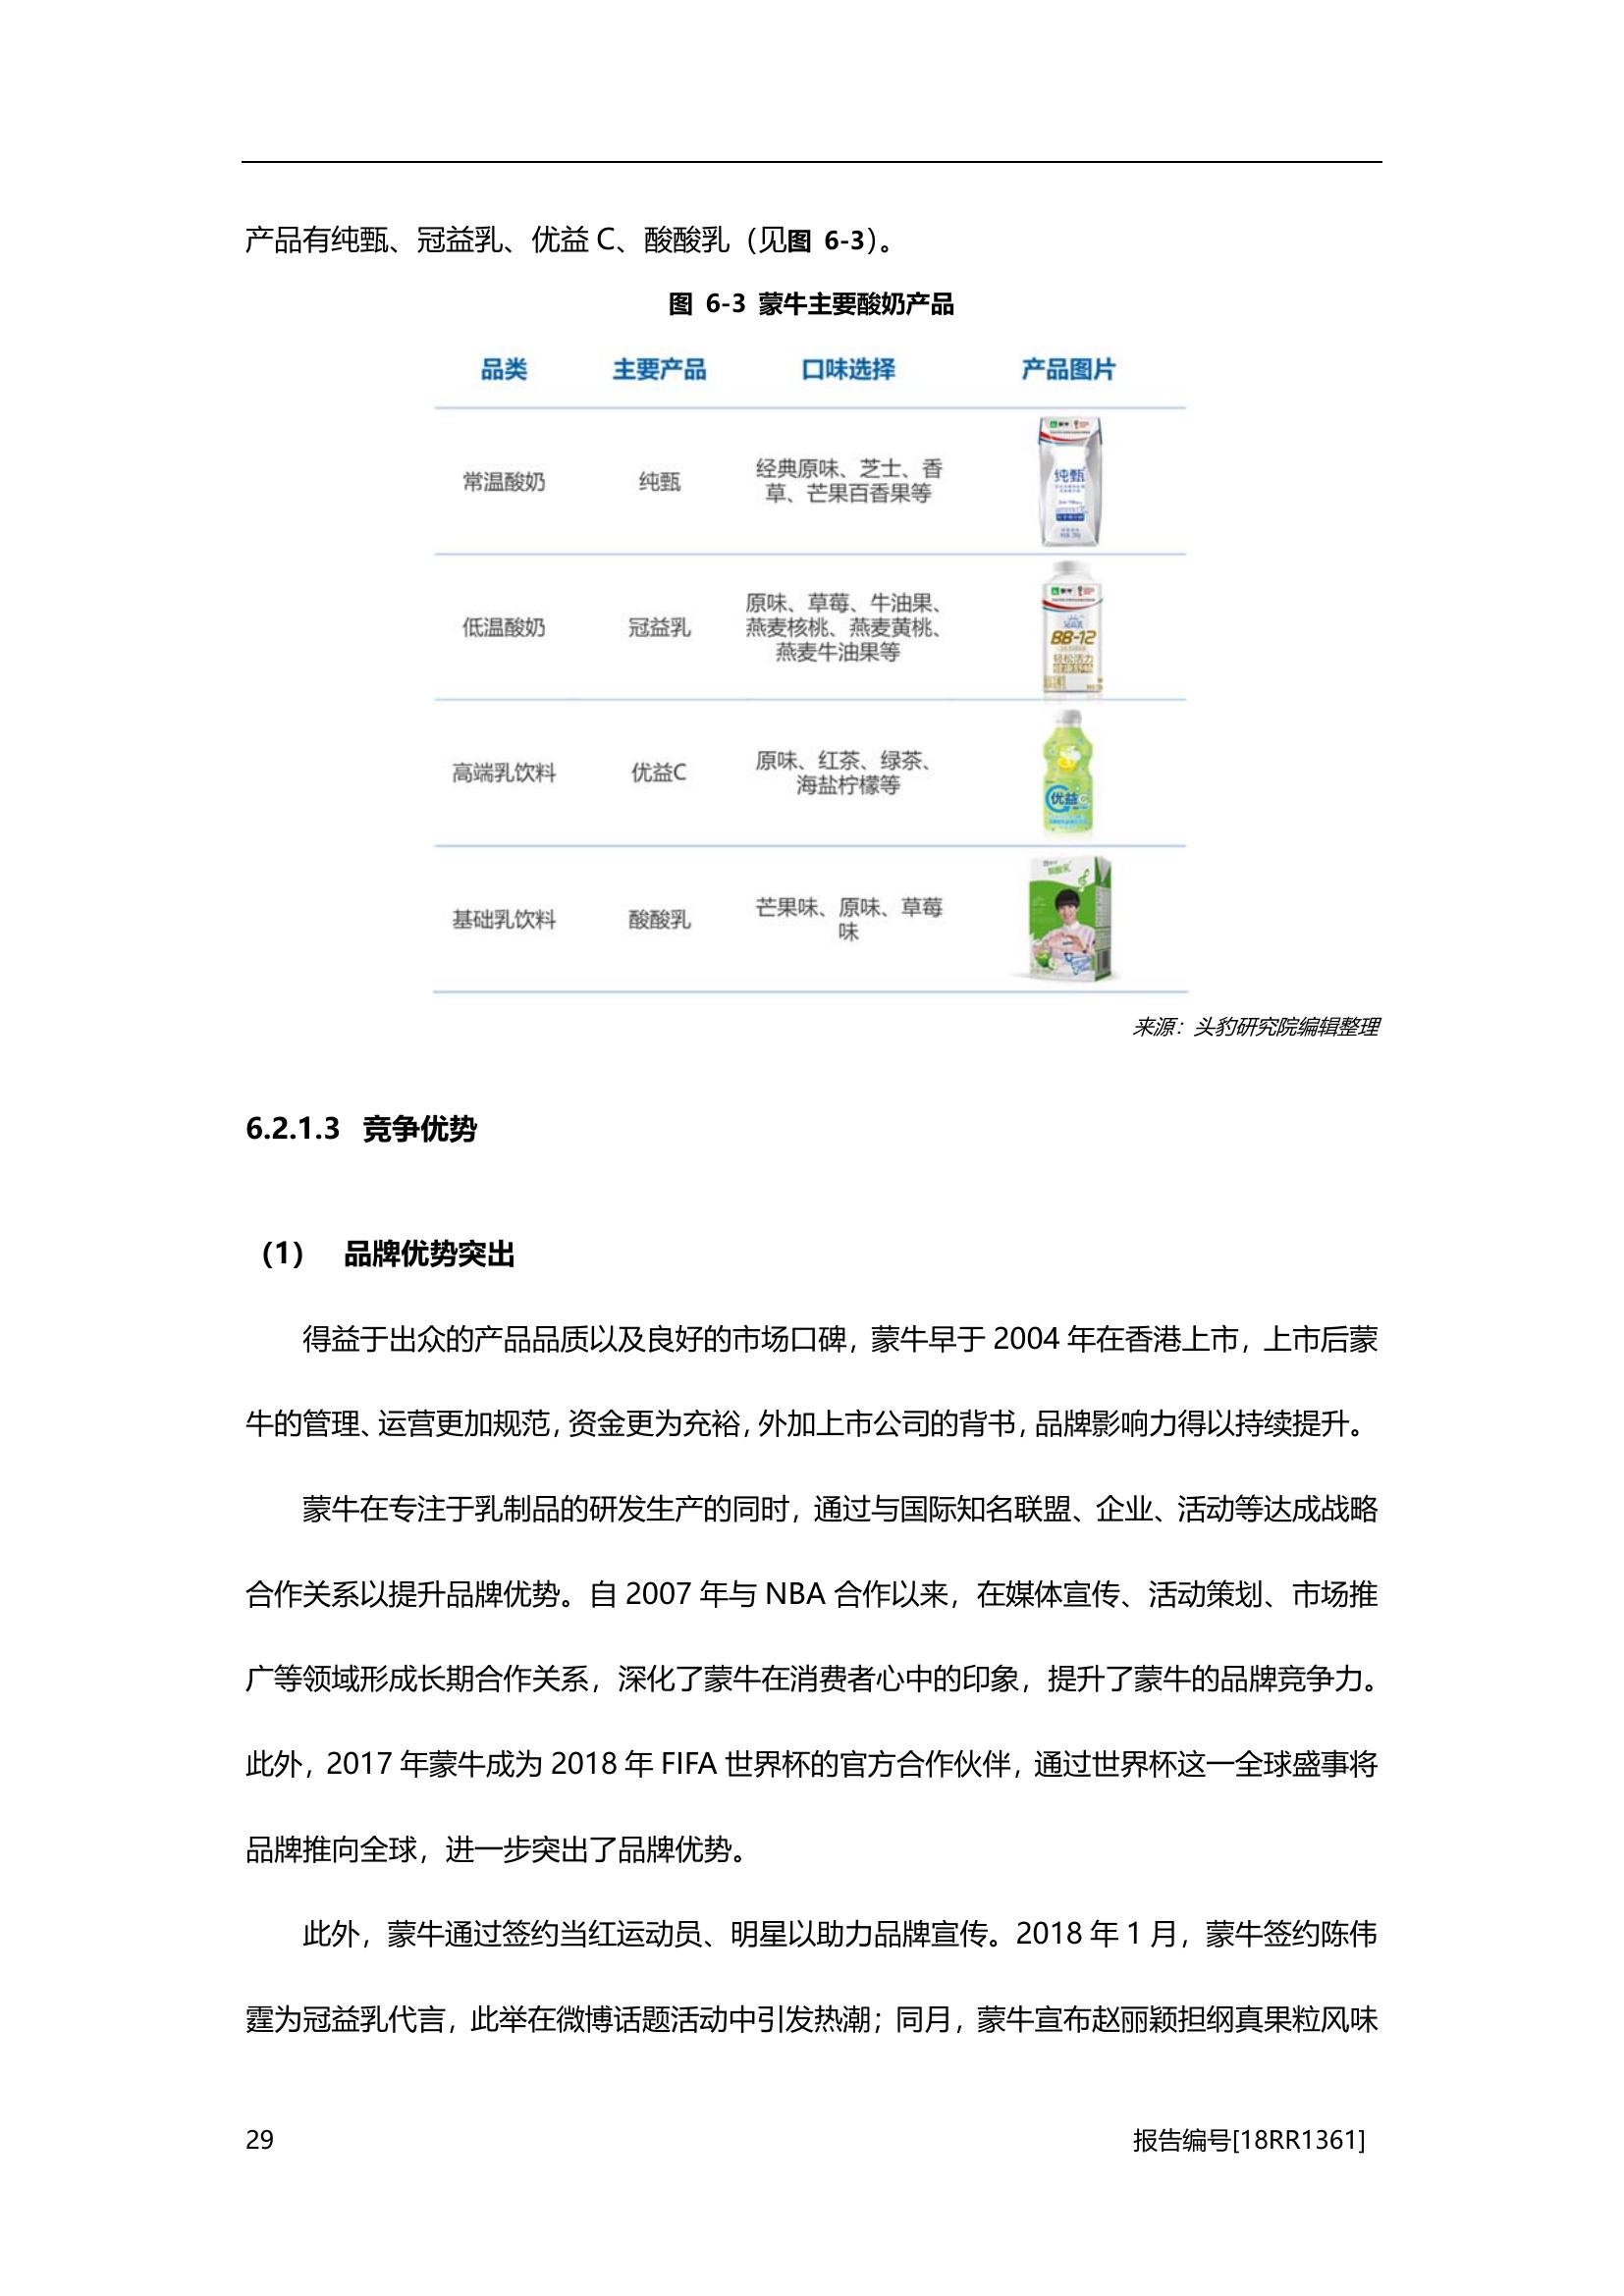 产品有纯甄、冠益乳、优益 C、酸酸乳（见图 6-3）。
图 6-3 蒙牛主要酸奶产品
品类 主要产品 口味选择 产品图片
常温酸奶 纯甄 经典原味、芝士、香
草、芒果百香果等
蒙牛
纯甄
低温酸奶 冠益乳 原味、草莓、牛油果、
燕麦核桃、燕麦黄桃、
燕麦牛油果等
蒙牛
冠益乳
BB-12
轻松活力
高端乳饮料 优益C 原味、红茶、绿茶、
海盐柠檬等
优益C
基础乳饮料 酸酸乳 芒果味、原味、草莓
味
酸酸乳
来源：头豹研究院编辑整理
6.2.1.3 竞争优势
（1） 品牌优势突出
得益于出众的产品品质以及良好的市场口碑，蒙牛早于 2004 年在香港上市，上市后蒙
牛的管理、运营更加规范，资金更为充裕，外加上市公司的背书，品牌影响力得以持续提升。
蒙牛在专注于乳制品的研发生产的同时，通过与国际知名联盟、企业、活动等达成战略
合作关系以提升品牌优势。自 2007 年与 NBA 合作以来，在媒体宣传、活动策划、市场推
广等领域形成长期合作关系，深化了蒙牛在消费者心中的印象，提升了蒙牛的品牌竞争力。
此外，2017 年蒙牛成为 2018 年 FIFA 世界杯的官方合作伙伴，通过世界杯这一全球盛事将
品牌推向全球，进一步突出了品牌优势。
此外，蒙牛通过签约当红运动员、明星以助力品牌宣传。2018 年 1 月，蒙牛签约陈伟
霆为冠益乳代言，此举在微博话题活动中引发热潮；同月，蒙牛宣布赵丽颖担纲真果粒风味
29 报告编号[18RR1361]